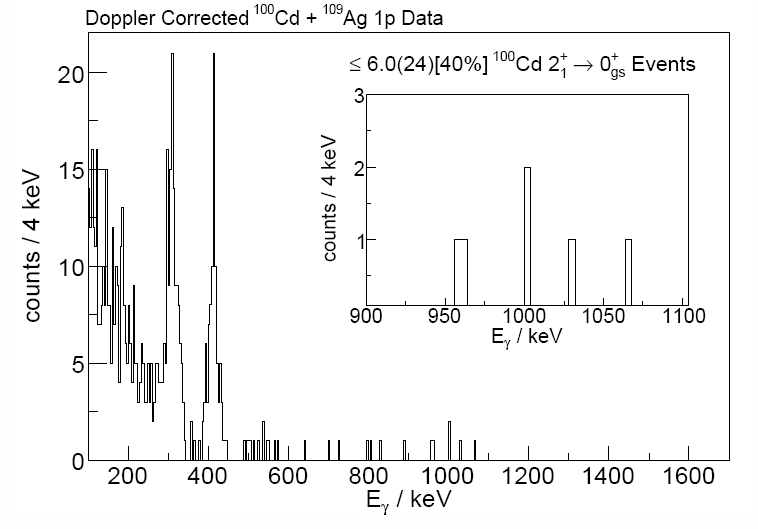 Doppler Corrected ¹⁰⁰Cd + ¹⁰⁹Ag 1p Data
≤ 6.0(24)[40%] ¹⁰⁰Cd 2⁺₁ → 0⁺gs Events
counts / 4 keV
20
15
10
5
0
200 400 600 800 1000 1200 1400 1600
Eγ / keV
counts / 4 keV
3
2
1
900 950 1000 1050 1100
Eγ / keV